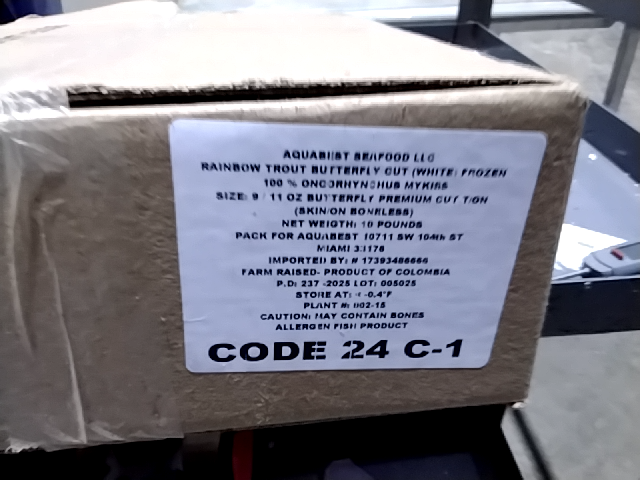 AQUABEST SEAFOOD LLC
RAINBOW TROUT BUTTERFLY CUT (WHITE) FROZEN
100 % ONCORHYNCHUS MYKISS
SIZE: 9 / 11 OZ BUTTERFLY PREMIUM CUT T/ON
(SKIN/ON BONELESS)
NET WEIGTH: 10 POUNDS
PACK FOR AQUABEST 10711 SW 104th ST
MIAMI 33176
IMPORTED BY: # 17393486666
FARM RAISED- PRODUCT OF COLOMBIA
P.D: 237 -2025 LOT: 005025
STORE AT: -0.4°F
PLANT #: 002-15
CAUTION: MAY CONTAIN BONES
ALLERGEN FISH PRODUCT
CODE 24 C-1